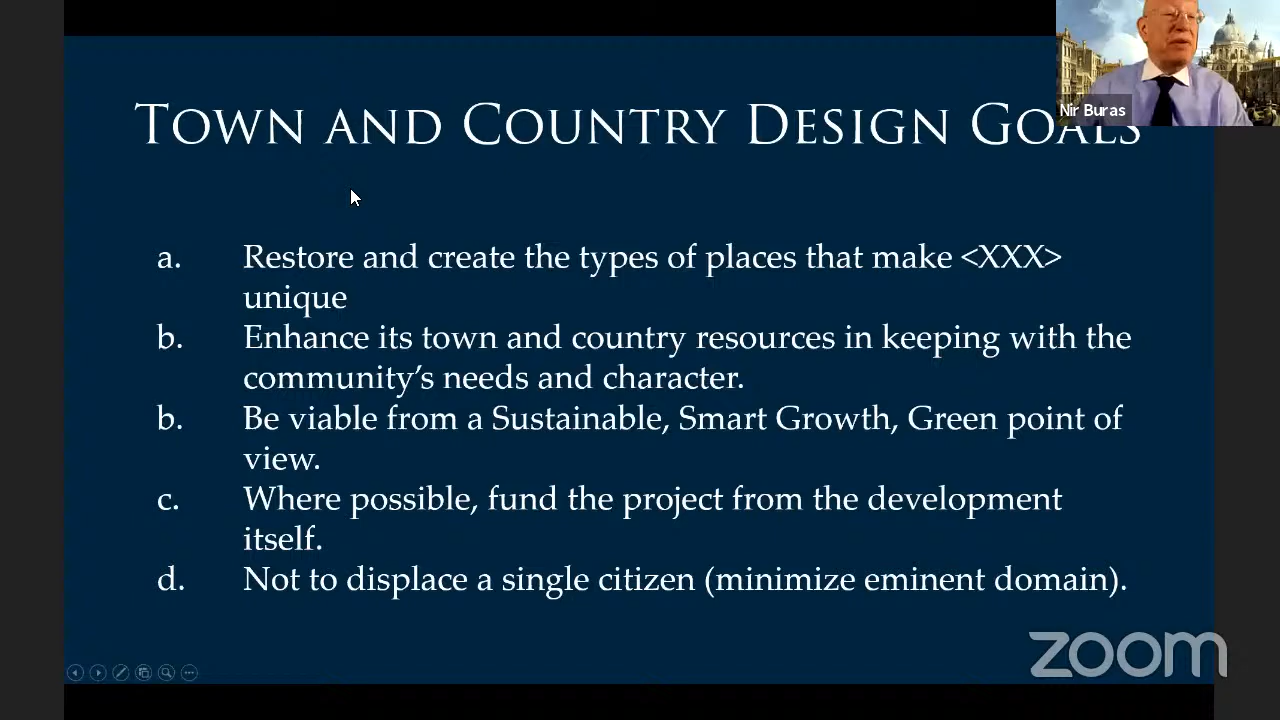 TOWN AND COUNTRY DESIGN GOALS
Nir Buras
a. Restore and create the types of places that make <XXX>
unique
b. Enhance its town and country resources in keeping with the
community's needs and character.
b. Be viable from a Sustainable, Smart Growth, Green point of
view.
c. Where possible, fund the project from the development
itself.
d. Not to displace a single citizen (minimize eminent domain).
zoom